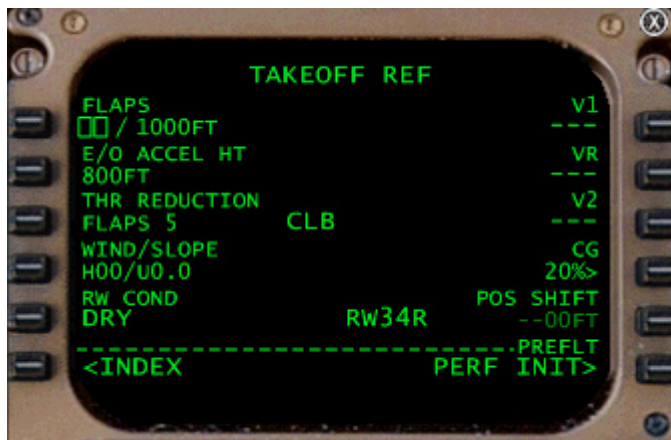 X
TAKEOFF REF
FLAPS V1
□□/1000FT ---
E/O ACCEL HT VR
800FT ---
THR REDUCTION V2
FLAPS 5 CLB ---
WIND/SLOPE CG
H00/U0.0 20%>
RW COND POS SHIFT
DRY RW34R --00FT
--------------------------------PREFLT
<INDEX PERF INIT>